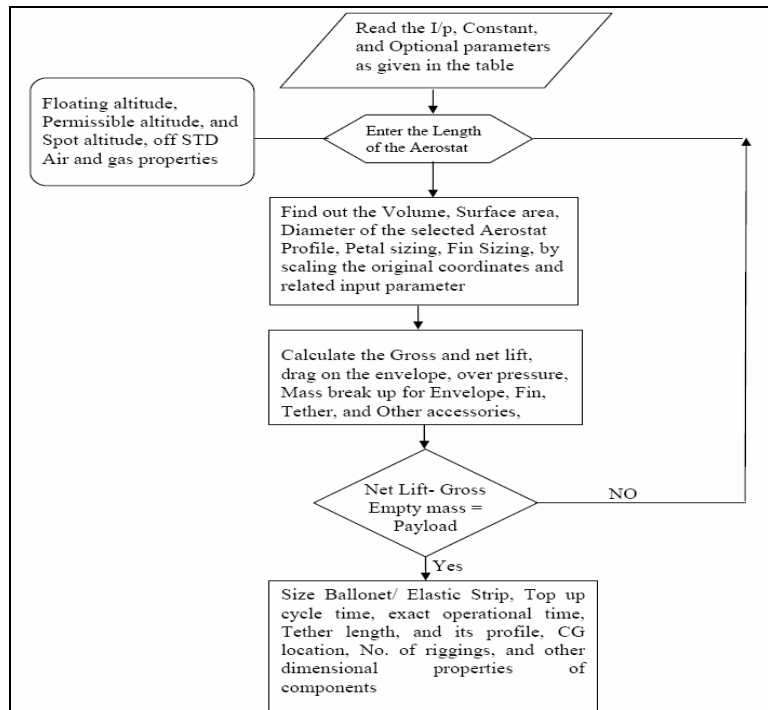 Read the I/p, Constant,
and Optional parameters
as given in the table
Floating altitude,
Permissible altitude, and
Spot altitude, off STD
Air and gas properties
Enter the Length
of the Aerostat
Find out the Volume, Surface area,
Diameter of the selected Aerostat
Profile, Petal sizing, Fin Sizing, by
scaling the original coordinates and
related input parameter
Calculate the Gross and net lift,
drag on the envelope, over pressure,
Mass break up for Envelope, Fin,
Tether, and Other accessories,
Net Lift- Gross
Empty mass =
Payload
NO
Yes
Size Ballonet/ Elastic Strip, Top up
cycle time, exact operational time,
Tether length, and its profile, CG
location, No. of riggings, and other
dimensional properties of
components